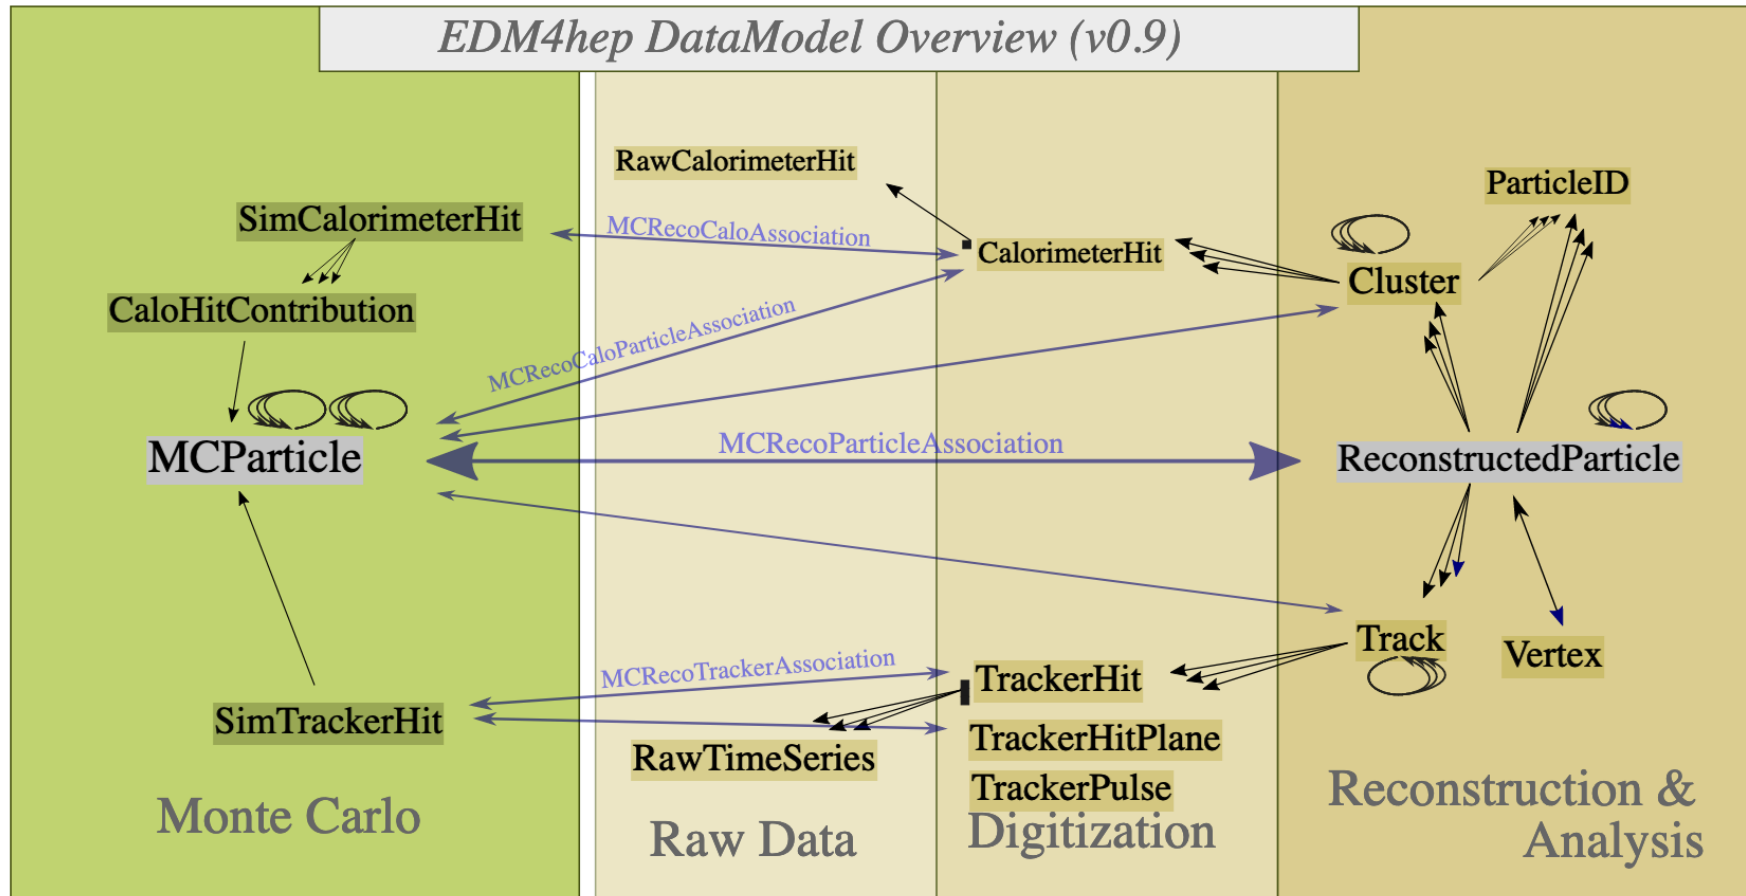 EDM4hep DataModel Overview (v0.9)
RawCalorimeterHit
ParticleID
SimCalorimeterHit
MCRecoCaloAssociation
CalorimeterHit
Cluster
CaloHitContribution
MCRecoCaloParticleAssociation
MCParticle
MCRecoParticleAssociation
ReconstructedParticle
Track
Vertex
MCRecoTrackerAssociation
TrackerHit
SimTrackerHit
TrackerHitPlane
RawTimeSeries
TrackerPulse
Monte Carlo
Raw Data
Digitization
Reconstruction &
Analysis